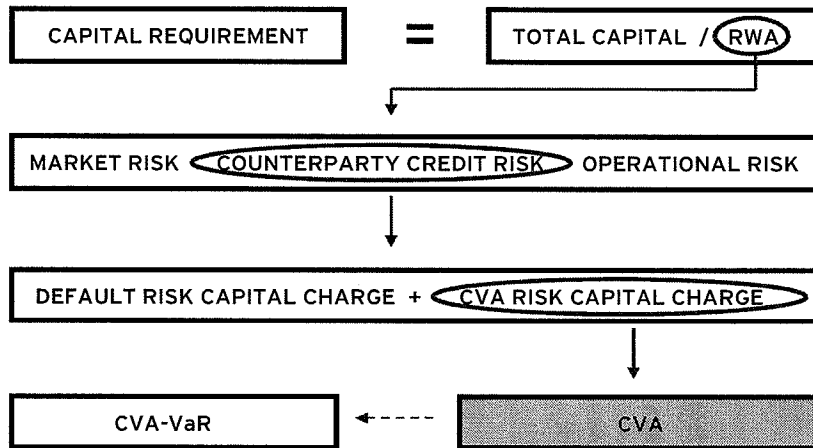 CAPITAL REQUIREMENT = TOTAL CAPITAL / RWA
MARKET RISK COUNTERPARTY CREDIT RISK OPERATIONAL RISK
DEFAULT RISK CAPITAL CHARGE + CVA RISK CAPITAL CHARGE
CVA-VaR CVA